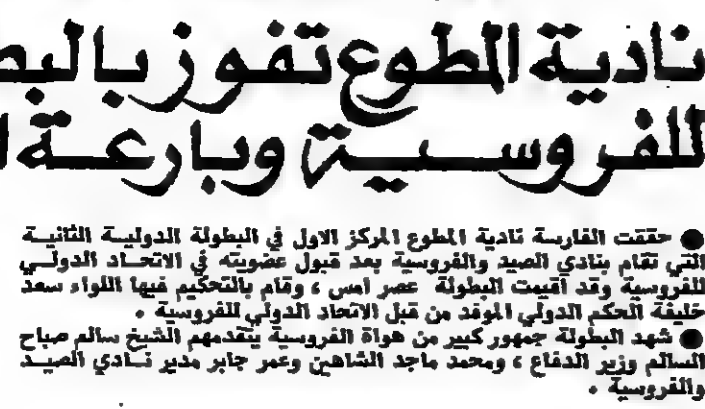 نادية المطوع تفوز بالبط
للفروسية وبارعة ا
● حققت الفارسة نادية المطوع المركز الاول في البطولة الدولية الثانية
التي تقام بنادي الصيد والفروسية بعد قبول عضويته في الاتحاد الدولي
للفروسية وقد اقيمت البطولة عصر امس ، وقام بالتحكيم فيها اللواء سعد
خليفة الحكم الدولي الموفد من قبل الاتحاد الدولي للفروسية .
● شهد البطولة جمهور كبير من هواة الفروسية يتقدمهم الشيخ سالم صباح
السالم وزير الدفاع ، ومحمد ماجد الشاهين وعمر جابر مدير نادي الصيد
والفروسية .